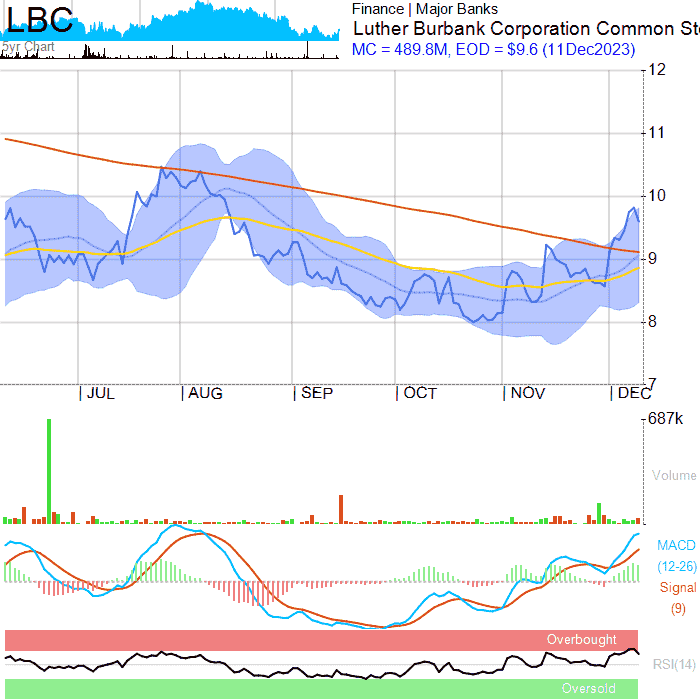 LBC
5yr Chart
Finance | Major Banks
Luther Burbank Corporation Common Sto
MC = 489.8M, EOD = $9.6 (11Dec2023)
12
11
10
9
8
7
JUL AUG SEP OCT NOV DEC
687k
Volume
MACD
(12-26)
Signal
(9)
Overbought
RSI(14)
Oversold